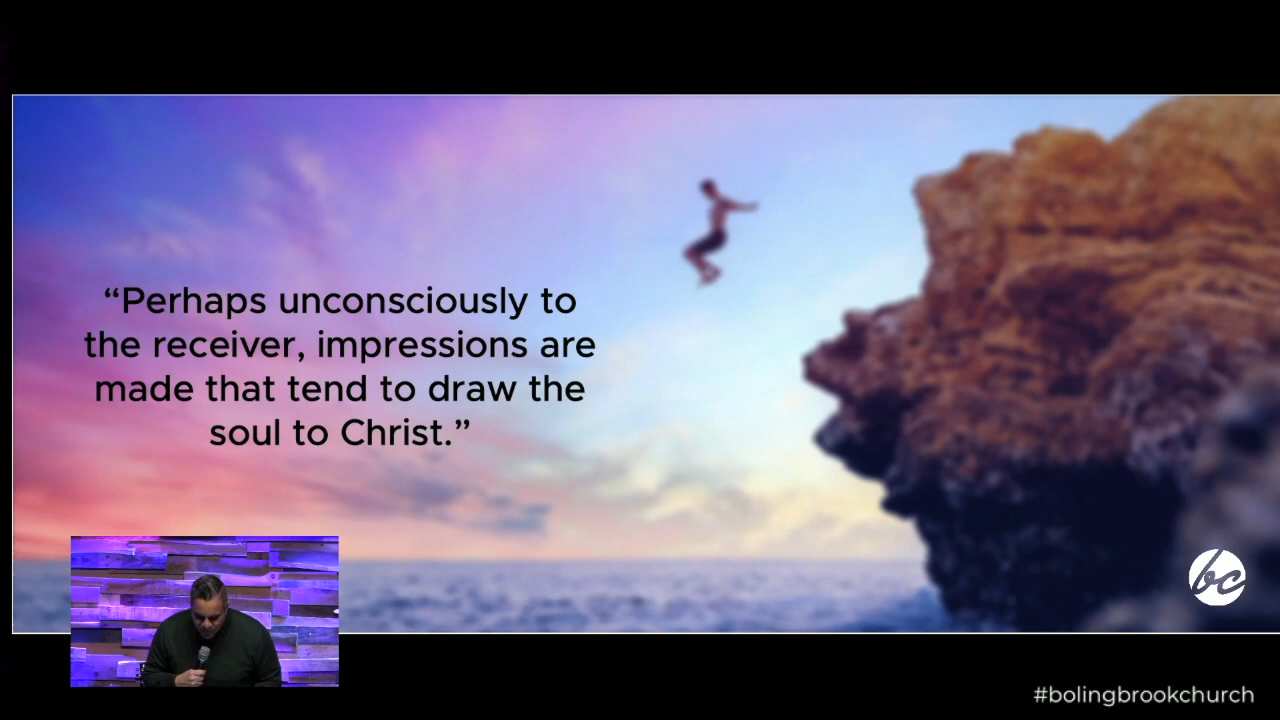 “Perhaps unconsciously to
the receiver, impressions are
made that tend to draw the
soul to Christ.”
bc
#bolingbrookchurch